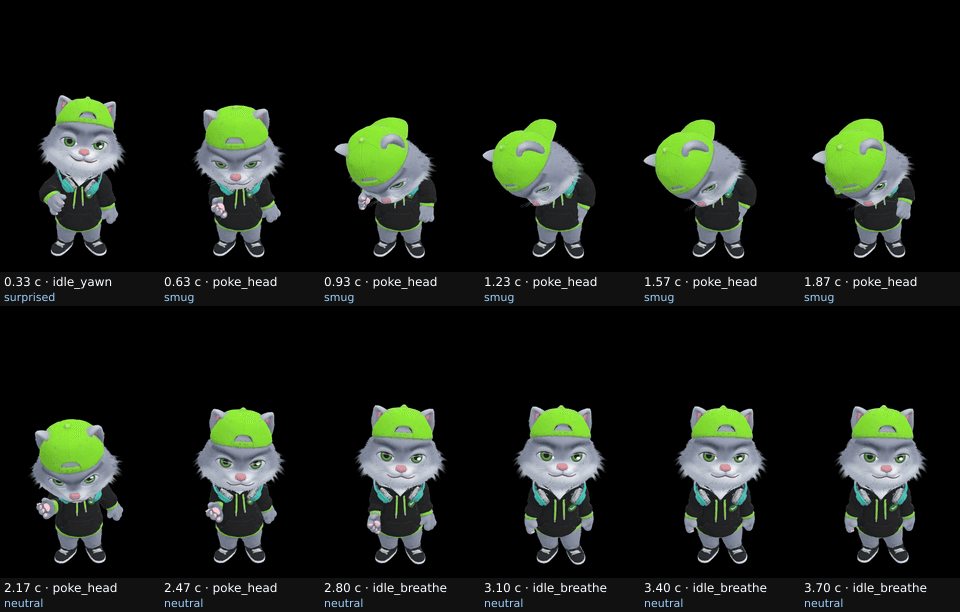 0.33 с · idle_yawn
surprised
0.63 с · poke_head
smug
0.93 с · poke_head
smug
1.23 с · poke_head
smug
1.57 с · poke_head
smug
1.87 с · poke_head
smug
2.17 с · poke_head
neutral
2.47 с · poke_head
neutral
2.80 с · idle_breathe
neutral
3.10 с · idle_breathe
neutral
3.40 с · idle_breathe
neutral
3.70 с · idle_breathe
neutral